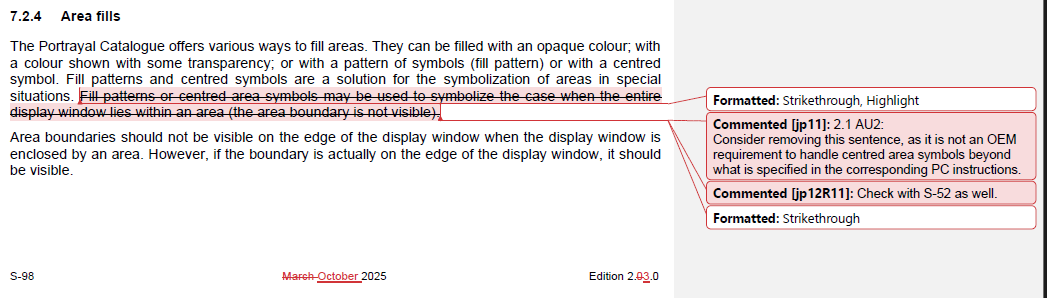 7.2.4 Area fills
The Portrayal Catalogue offers various ways to fill areas. They can be filled with an opaque colour; with
a colour shown with some transparency; or with a pattern of symbols (fill pattern) or with a centred
symbol. Fill patterns and centred symbols are a solution for the symbolization of areas in special
situations. Fill patterns or centred area symbols may be used to symbolize the case when the entire
display window lies within an area (the area boundary is not visible).
Area boundaries should not be visible on the edge of the display window when the display window is
enclosed by an area. However, if the boundary is actually on the edge of the display window, it should
be visible.
Formatted: Strikethrough, Highlight
Commented [jp11]: 2.1 AU2:
Consider removing this sentence, as it is not an OEM
requirement to handle centred area symbols beyond
what is specified in the corresponding PC instructions.
Commented [jp12R11]: Check with S-52 as well.
Formatted: Strikethrough
S-98 March October 2025 Edition 2.03.0